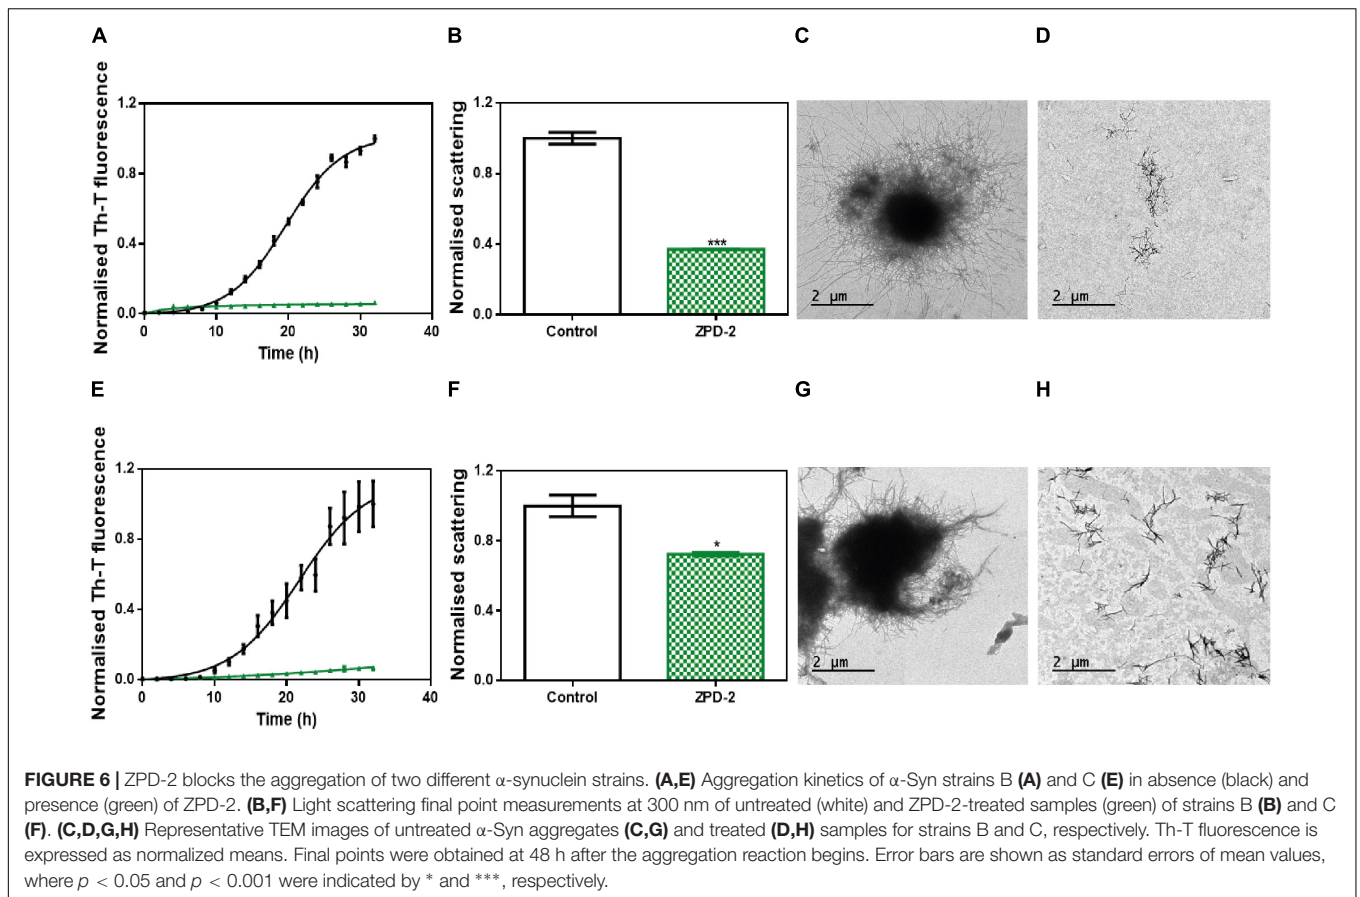 A
B
C
D
Normalised Th-T fluorescence
1.2
0.8
0.4
0.0
0
10
20
30
40
Time (h)
Normalised scattering
1.2
0.8
0.4
0.0
***
Control
ZPD-2
2 µm
2 µm
E
F
G
H
Normalised Th-T fluorescence
1.2
0.8
0.4
0.0
0
10
20
30
40
Time (h)
Normalised scattering
1.2
0.8
0.4
0.0
*
Control
ZPD-2
2 µm
2 µm
FIGURE 6 | ZPD-2 blocks the aggregation of two different α-synuclein strains. (A,E) Aggregation kinetics of α-Syn strains B (A) and C (E) in absence (black) and
presence (green) of ZPD-2. (B,F) Light scattering final point measurements at 300 nm of untreated (white) and ZPD-2-treated samples (green) of strains B (B) and C
(F). (C,D,G,H) Representative TEM images of untreated α-Syn aggregates (C,G) and treated (D,H) samples for strains B and C, respectively. Th-T fluorescence is
expressed as normalized means. Final points were obtained at 48 h after the aggregation reaction begins. Error bars are shown as standard errors of mean values,
where p < 0.05 and p < 0.001 were indicated by * and ***, respectively.